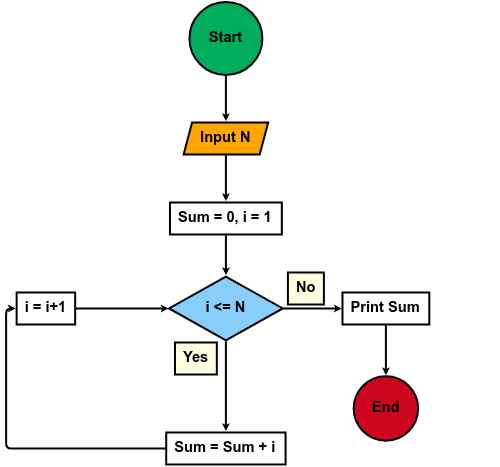 Start
Input N
Sum = 0, i = 1
No
i = i+1
i <= N
Print Sum
Yes
End
Sum = Sum + i